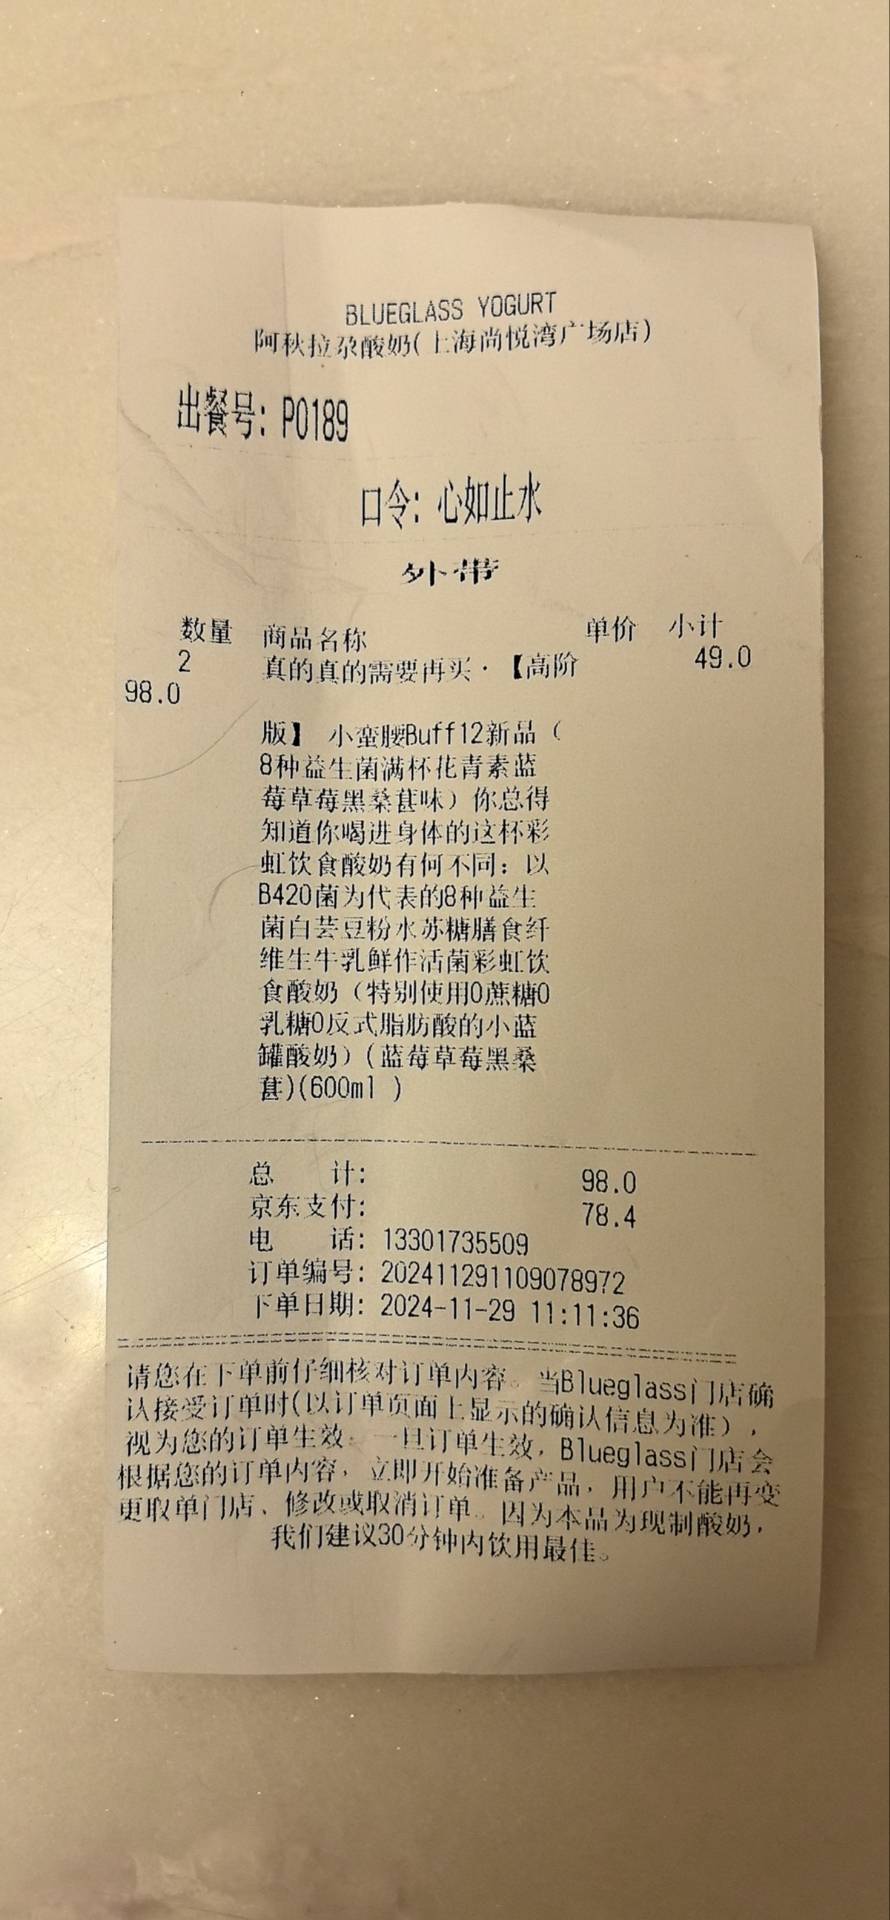 BLUEGLASS YOGURT
阿秋拉尕酸奶(上海尚悦湾广场店)
出餐号: P0189
口令: 心如止水
外带
数量 商品名称 单价 小计
2 真的真的需要再买·【高阶 49.0
98.0
版】 小蛮腰Buff12新品（
8种益生菌满杯花青素蓝
莓草莓黑桑葚味）你总得
知道你喝进身体的这杯彩
虹饮食酸奶有何不同：以
B420菌为代表的8种益生
菌白芸豆粉水苏糖膳食纤
维生牛乳鲜作活菌彩虹饮
食酸奶（特别使用0蔗糖0
乳糖0反式脂肪酸的小蓝
罐酸奶）(蓝莓草莓黑桑
葚)(600ml )
总 计: 98.0
京东支付: 78.4
电 话: 13301735509
订单编号: 202411291109078972
下单日期: 2024-11-29 11:11:36
请您在下单前仔细核对订单内容。当Blueglass门店确
认接受订单时(以订单页面上显示的确认信息为准)，
视为您的订单生效。一旦订单生效，Blueglass门店会
根据您的订单内容，立即开始准备产品，用户不能再变
更取单门店、修改或取消订单。因为本品为现制酸奶，
我们建议30分钟内饮用最佳。